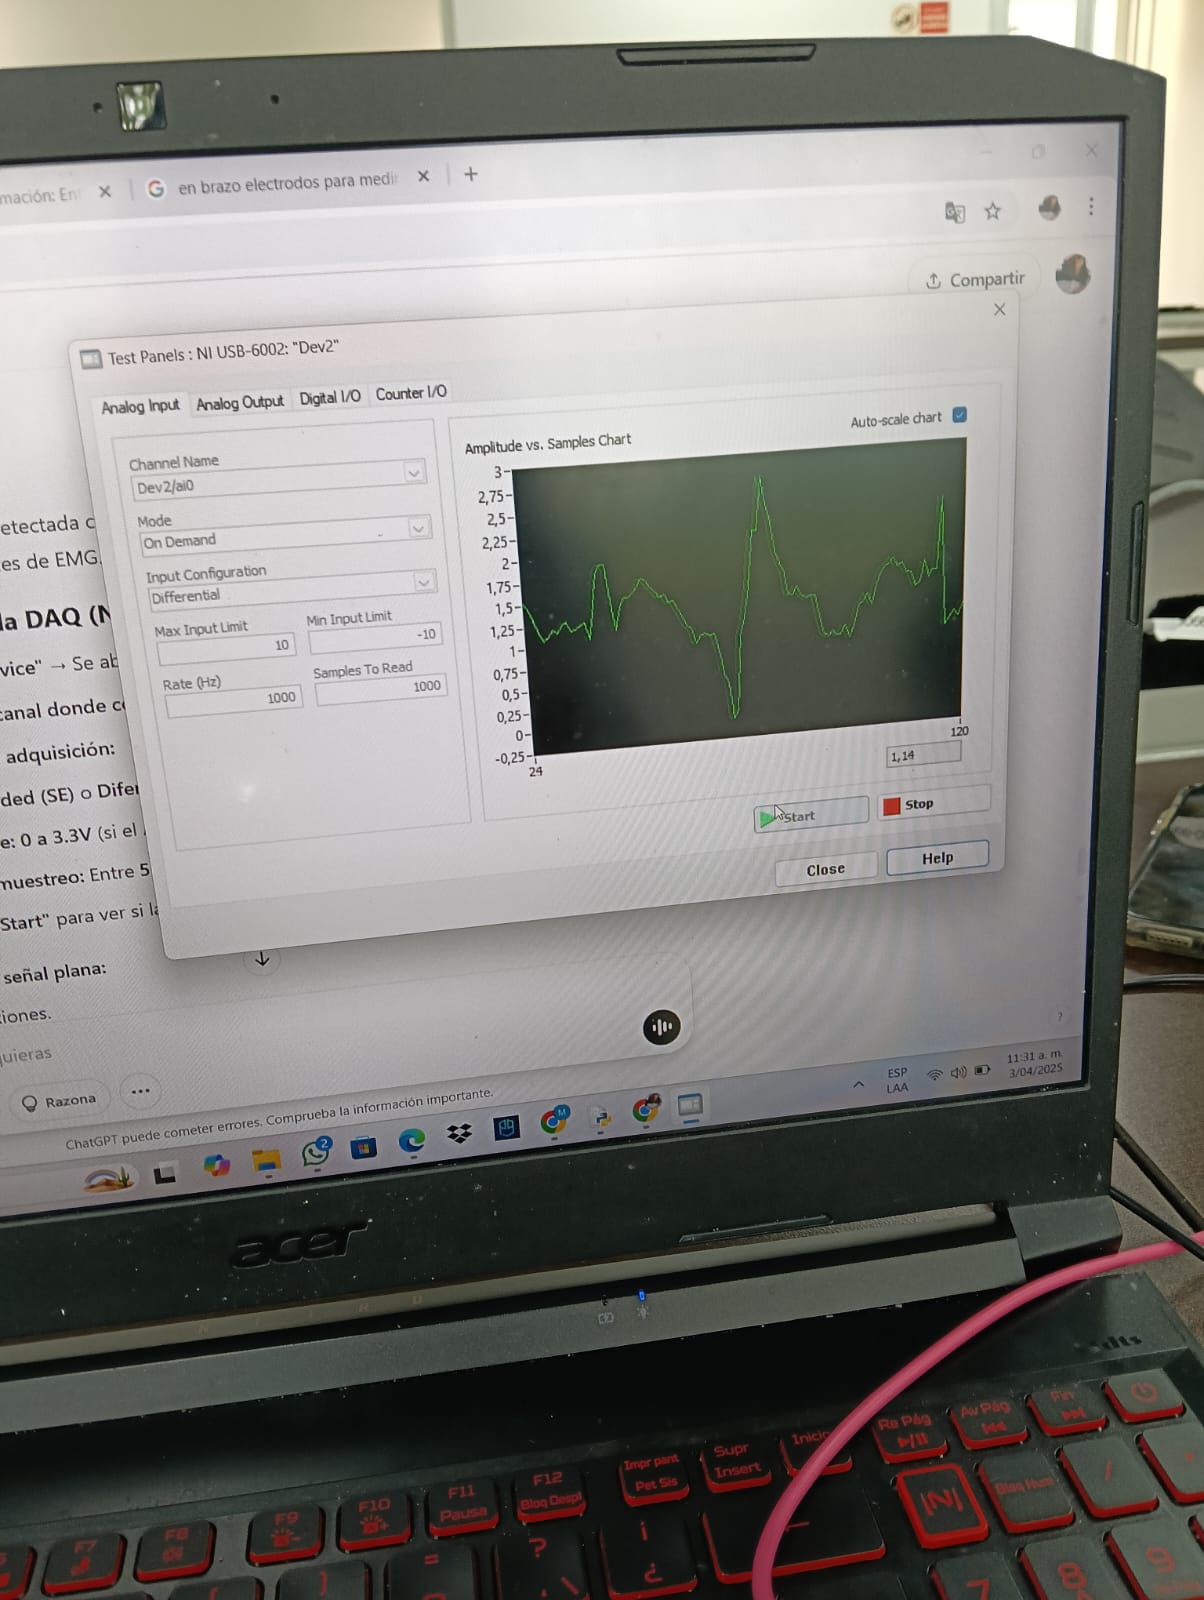 mación: En
en brazo electrodos para medir
Compartir
Test Panels : NI USB-6002: "Dev2"
Analog Input
Analog Output
Digital I/O
Counter I/O
Channel Name
Dev2/ai0
Mode
On Demand
Input Configuration
Differential
Max Input Limit
Min Input Limit
10
-10
Rate (Hz)
Samples To Read
1000
1000
Amplitude vs. Samples Chart
Auto-scale chart
3
2,75
2,5
2,25
2
1,75
1,5
1,25
1
0,75
0,5
0,25
0
-0,25
24
120
1,14
Start
Stop
Close
Help
etectada c
es de EMG.
la DAQ (N
vice" → Se ab
canal donde c
adquisición:
ded (SE) o Difer
e: 0 a 3.3V (si el
muestreo: Entre 5
Start" para ver si la
señal plana:
iones.
uieras
Razona
ChatGPT puede cometer errores. Comprueba la información importante.
?
2
M
ESP
LAA
11:31 a. m.
3/04/2025
acer
N I T R O
F7
F8
F9
F10
F11
Pausa
F12
Bloq Despl
Impr pant
Pet Sis
Supr
Insert
Inicio
Re Pág
Av Pág
Fin
Bloq Num
/
=
?
¡
¿
\
7
8
9